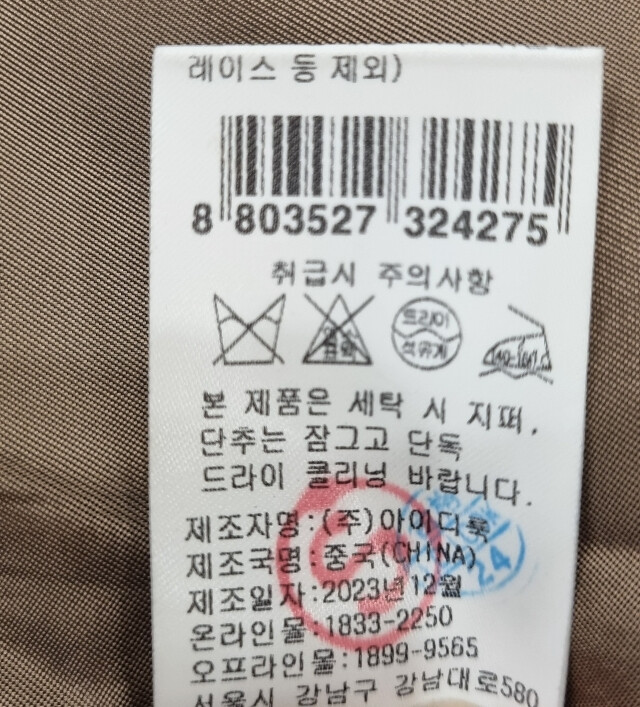 레이스 등 제외)
8 803527 324275
취급시 주의사항
드라이
석유계
본 제품은 세탁 시 지퍼,
단추는 잠그고 단독
드라이 클리닝 바랍니다.
제조자명:(주)아이디룩
제조국명:중국(CHINA)
제조일자:2023년12월
온라인몰:1833-2250
오프라인몰:1899-9565
서울시 강남구 강남대로580